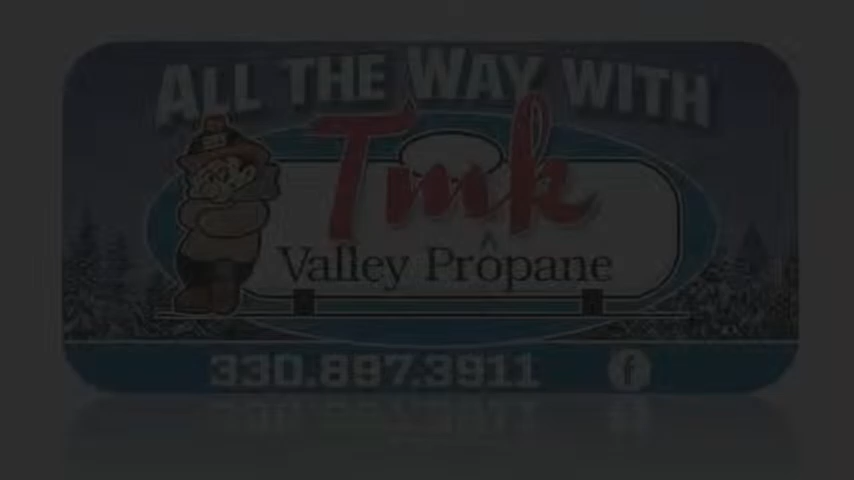 ALL THE WAY WITH
Tmk
Valley Propane
330.897.3911
f